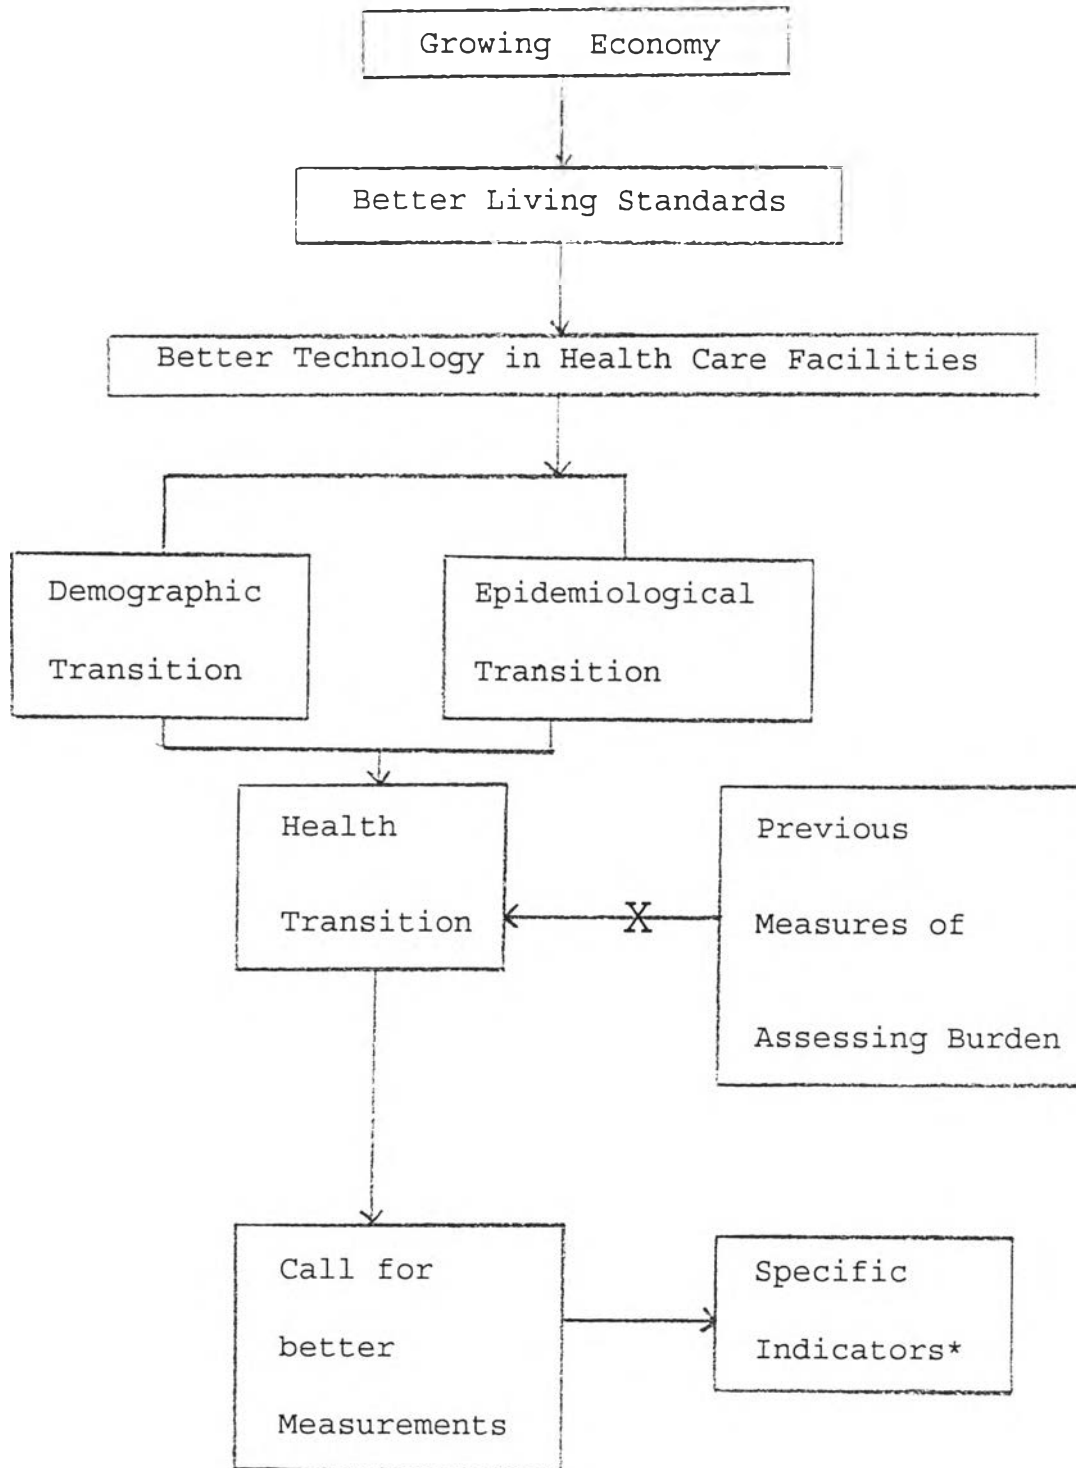 Growing Economy
Better Living Standards
Better Technology in Health Care Facilities
Demographic
Transition
Epidemiological
Transition
Health
Transition
X
Previous
Measures of
Assessing Burden
Call for
better
Measurements
Specific
Indicators*